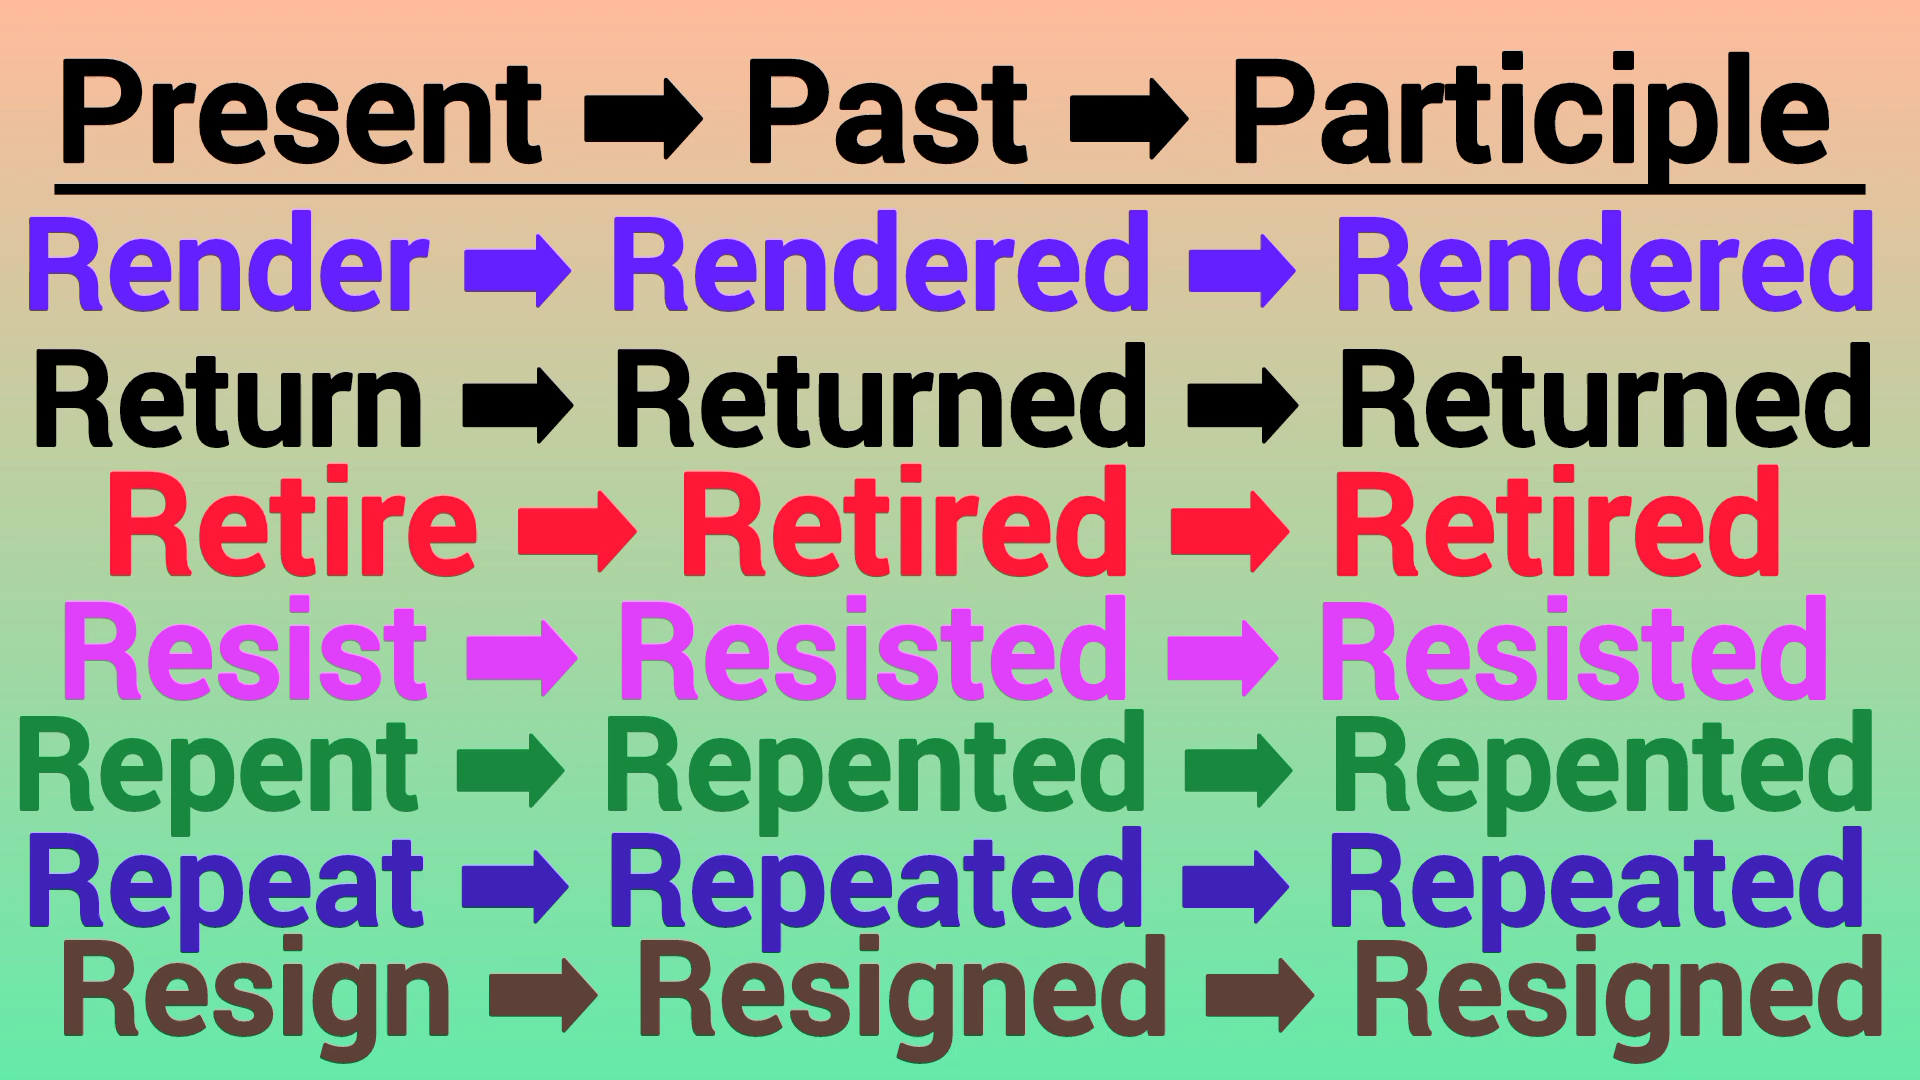 Present ➡ Past ➡ Participle
Render ➡ Rendered ➡ Rendered
Return ➡ Returned ➡ Returned
Retire ➡ Retired ➡ Retired
Resist ➡ Resisted ➡ Resisted
Repent ➡ Repented ➡ Repented
Repeat ➡ Repeated ➡ Repeated
Resign ➡ Resigned ➡ Resigned